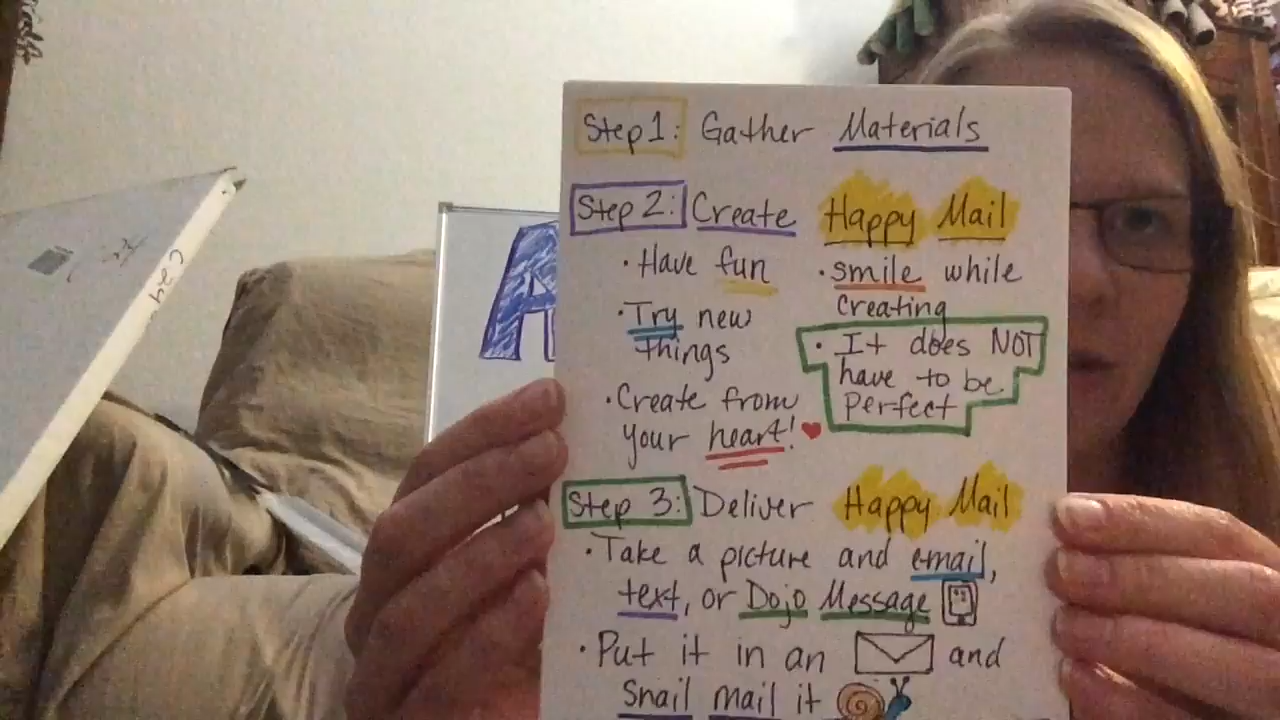 Step 1: Gather Materials
Step 2: Create Happy Mail
• Have fun
• Try new
things
• Create from
your heart!
• smile while
creating
• It does NOT
have to be
perfect
Step 3: Deliver Happy Mail
• Take a picture and email,
text, or Dojo Message
• Put it in an and
Snail mail it
A